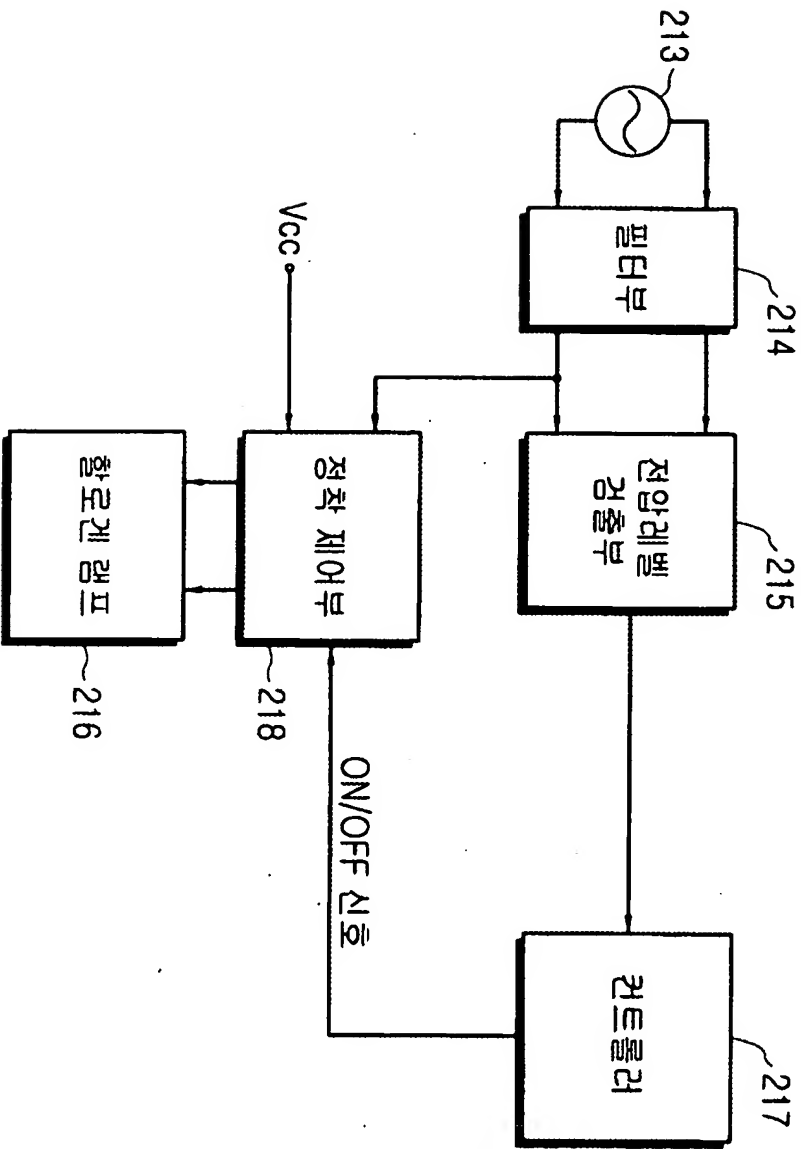 213
필터부
214
전압레벨
검출부
215
컨트롤러
217
Vcc
정착 제어부
218
ON/OFF 신호
할로겐 램프
216